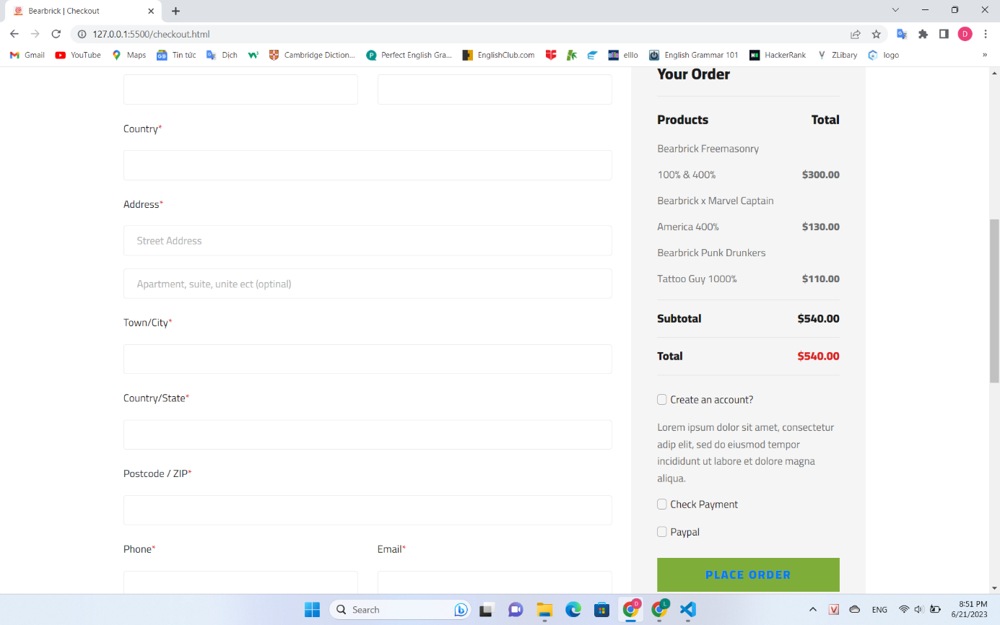 Bearbrick | Checkout
127.0.0.1:5500/checkout.html
D
Gmail YouTube Maps Tin tức Dịch Cambridge Diction... Perfect English Gra... EnglishClub.com elllo English Grammar 101 HackerRank ZLibary logo »
Country*
Address*
Street Address
Apartment, suite, unite ect (optinal)
Town/City*
Country/State*
Postcode / ZIP*
Phone* Email*
Your Order
Products Total
Bearbrick Freemasonry
100% & 400% $300.00
Bearbrick x Marvel Captain
America 400% $130.00
Bearbrick Punk Drunkers
Tattoo Guy 1000% $110.00
Subtotal $540.00
Total $540.00
Create an account?
Lorem ipsum dolor sit amet, consectetur
adip elit, sed do eiusmod tempor
incididunt ut labore et dolore magna
aliqua.
Check Payment
Paypal
PLACE ORDER
Search
D
L
V
ENG
8:51 PM
6/21/2023